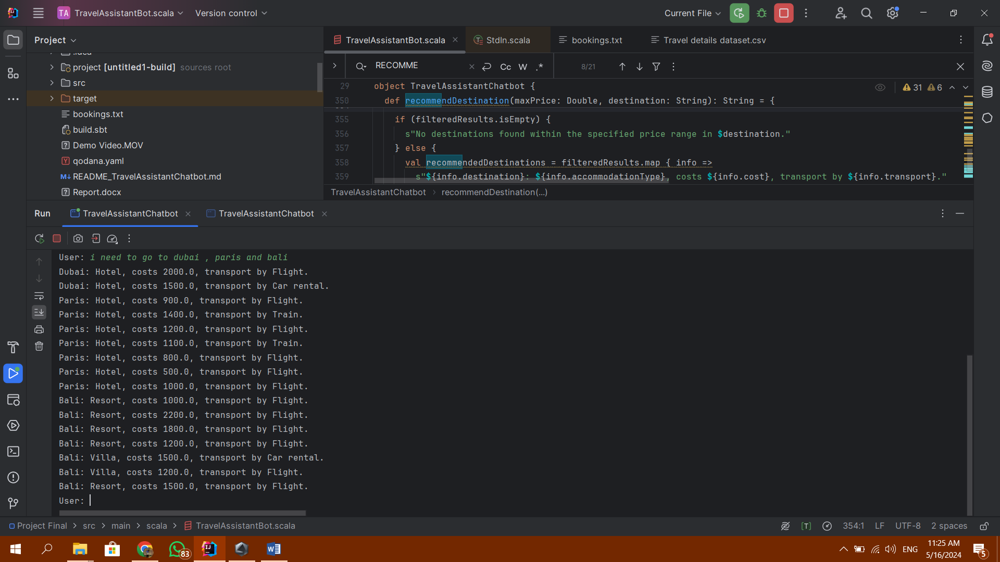 TA TravelAssistantBot.scala Version control Current File
Project
.idea
project [untitled1-build] sources root
src
target
bookings.txt
build.sbt
Demo Video.MOV
qodana.yaml
README_TravelAssistantChatbot.md
Report.docx
TravelAssistantBot.scala StdIn.scala bookings.txt Travel details dataset.csv
RECOMME Cc W .* 8/21
29 object TravelAssistantChatbot { 31 6
350 def recommendDestination(maxPrice: Double, destination: String): String = {
355 if (filteredResults.isEmpty) {
356 s"No destinations found within the specified price range in $destination."
357 } else {
358 val recommendedDestinations = filteredResults.map { info =>
359 s"${info.destination}: ${info.accommodationType}, costs ${info.cost}, transport by ${info.transport}."
TravelAssistantChatbot recommendDestination(...)
Run TravelAssistantChatbot TravelAssistantChatbot
User: i need to go to dubai , paris and bali
Dubai: Hotel, costs 2000.0, transport by Flight.
Dubai: Hotel, costs 1500.0, transport by Car rental.
Paris: Hotel, costs 900.0, transport by Flight.
Paris: Hotel, costs 1400.0, transport by Train.
Paris: Hotel, costs 1200.0, transport by Flight.
Paris: Hotel, costs 1100.0, transport by Train.
Paris: Hotel, costs 800.0, transport by Flight.
Paris: Hotel, costs 500.0, transport by Flight.
Paris: Hotel, costs 1000.0, transport by Flight.
Bali: Resort, costs 1000.0, transport by Flight.
Bali: Resort, costs 2200.0, transport by Flight.
Bali: Resort, costs 1800.0, transport by Flight.
Bali: Resort, costs 1200.0, transport by Flight.
Bali: Villa, costs 1500.0, transport by Car rental.
Bali: Villa, costs 1200.0, transport by Flight.
Bali: Resort, costs 1500.0, transport by Flight.
User:
Project Final src main scala TravelAssistantBot.scala 354:1 LF UTF-8 2 spaces
83 ENG 11:25 AM 5
5/16/2024